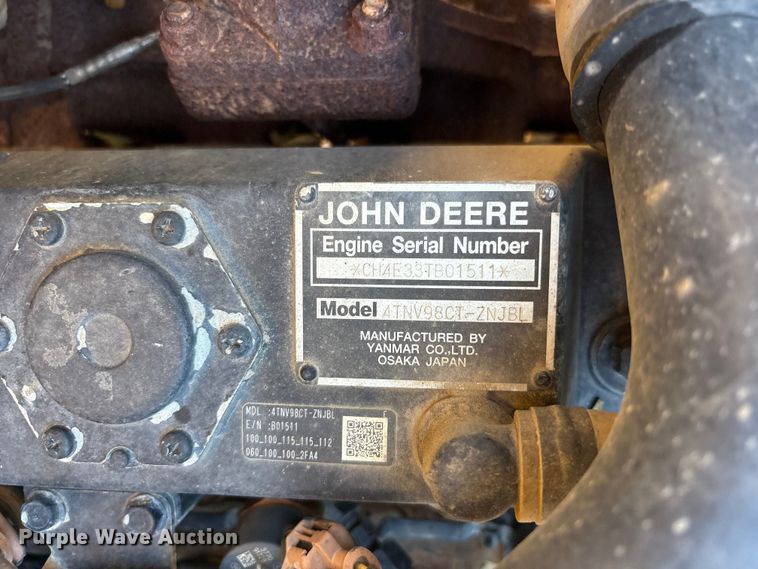 JOHN DEERE
Engine Serial Number
*CH4E33TB01511*
Model 4TNV98CT-ZNJBL
MANUFACTURED BY
YANMAR CO.,LTD.
OSAKA JAPAN
MDL :4TNV98CT-ZNJBL E
E/N :B01511
100_100_115_115_112
060_100_100_2FA4
Purple Wave Auction